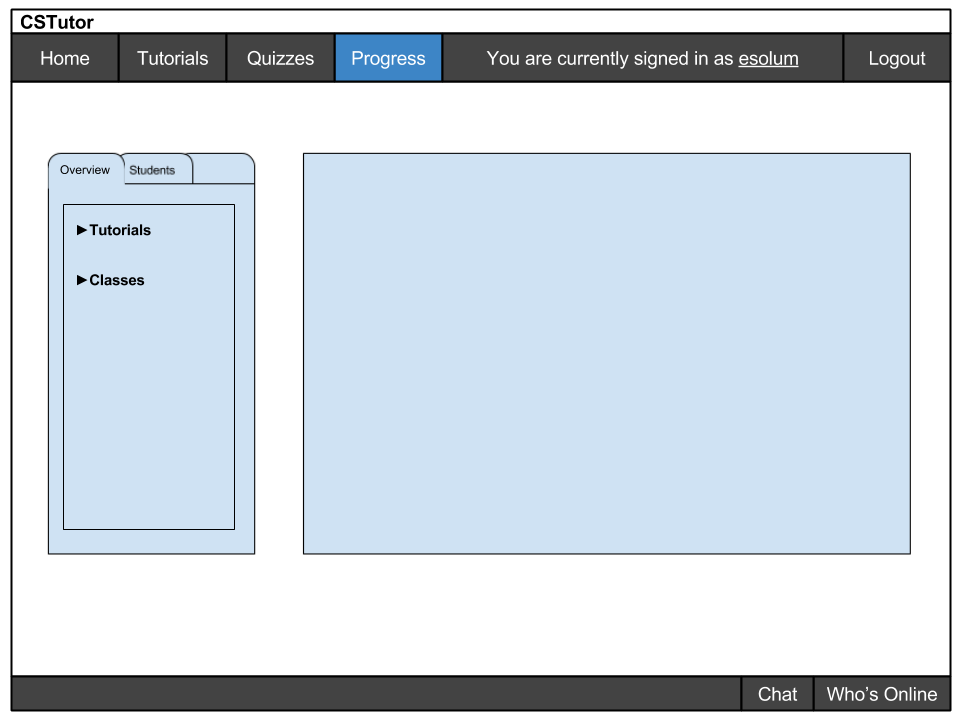 CSTutor
Home Tutorials Quizzes Progress You are currently signed in as esolum Logout
Overview Students
▶Tutorials
▶Classes
Chat Who’s Online